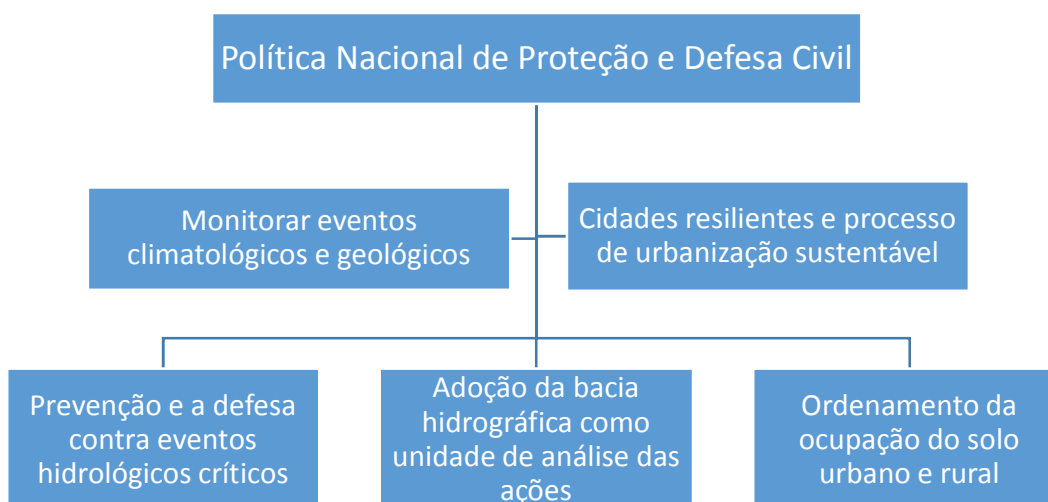 Política Nacional de Proteção e Defesa Civil
Monitorar eventos
climatológicos e geológicos
Cidades resilientes e processo
de urbanização sustentável
Prevenção e a defesa
contra eventos
hidrológicos críticos
Adoção da bacia
hidrográfica como
unidade de análise das
ações
Ordenamento da
ocupação do solo
urbano e rural